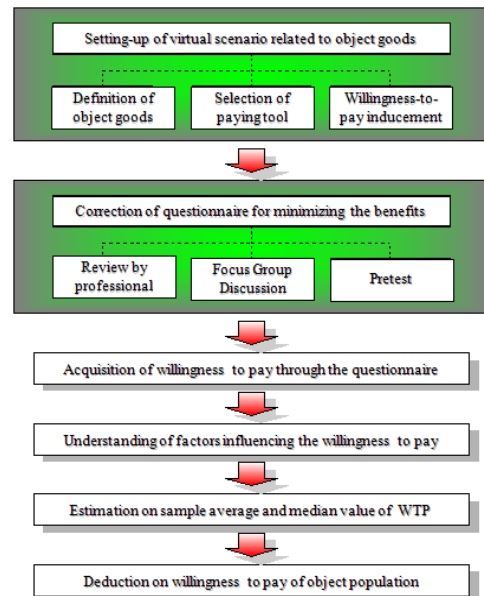 Setting-up of virtual scenario related to object goods
Definition of
object goods
Selection of
paying tool
Willingness-to-
pay inducement
Correction of questionnaire for minimizing the benefits
Review by
professional
Focus Group
Discussion
Pretest
Acquisition of willingness to pay through the questionnaire
Understanding of factors influencing the willingness to pay
Estimation on sample average and median value of WTP
Deduction on willingness to pay of object population